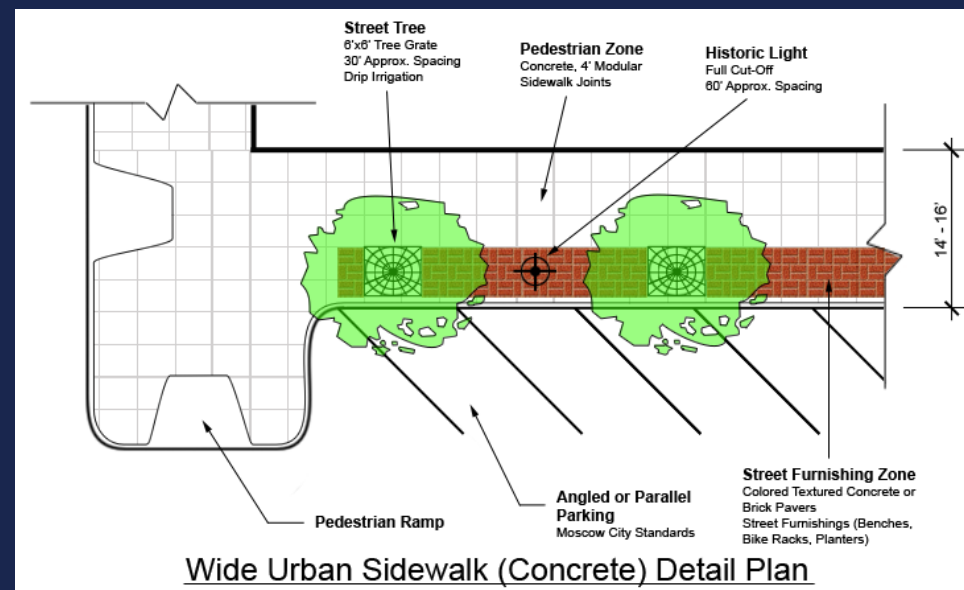 Street Tree
6'x6' Tree Grate
30' Approx. Spacing
Drip Irrigation
Pedestrian Zone
Concrete, 4' Modular
Sidewalk Joints
Historic Light
Full Cut-Off
60' Approx. Spacing
14' - 16'
Pedestrian Ramp
Angled or Parallel
Parking
Moscow City Standards
Street Furnishing Zone
Colored Textured Concrete or
Brick Pavers
Street Furnishings (Benches,
Bike Racks, Planters)
Wide Urban Sidewalk (Concrete) Detail Plan